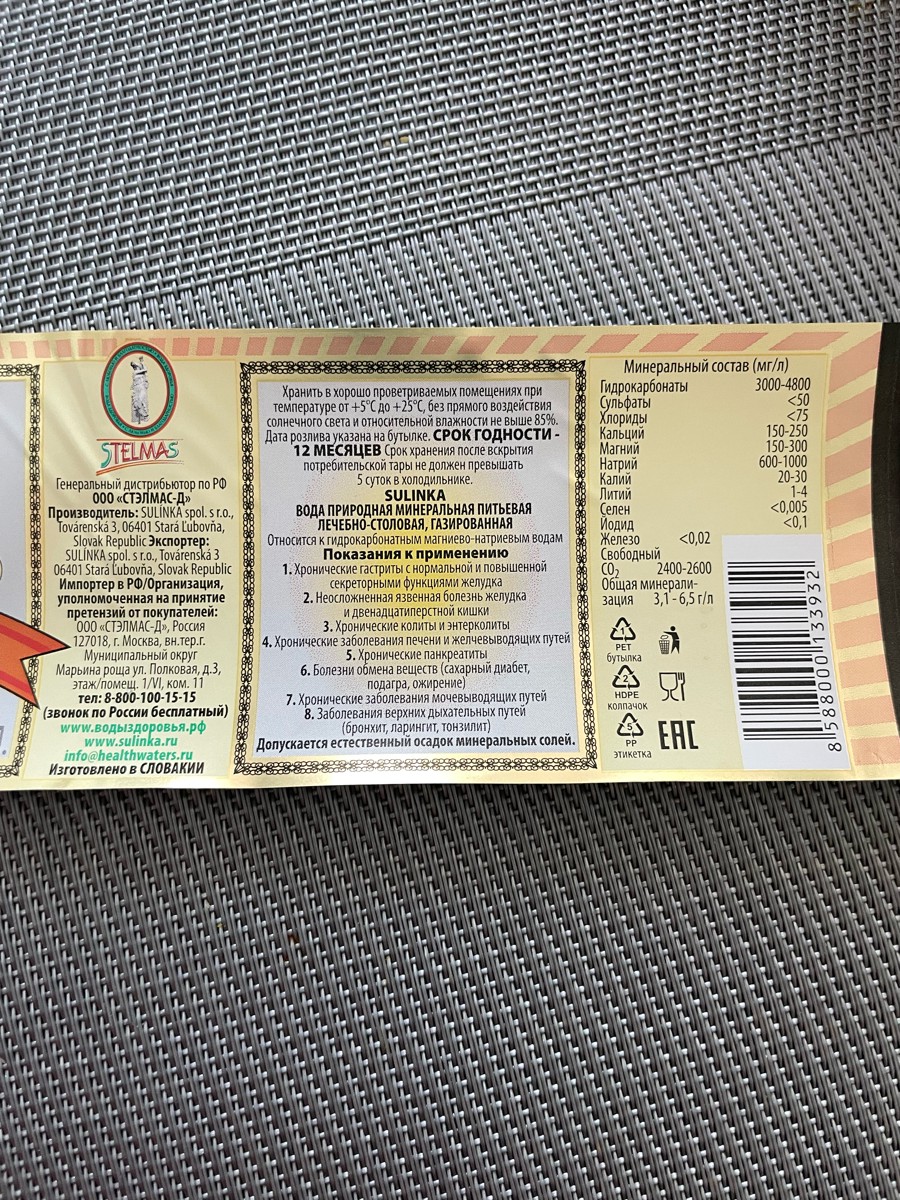 STELMAS
Генеральный дистрибьютор по РФ
ООО «СТЭЛМАС-Д»
Производитель: SULINKA spol. s r.o.,
Továrenská 3, 06401 Stará Ľubovňa,
Slovak Republic Экспортер:
SULÍNKA spol. s r.o., Továrenská 3
06401 Stará Ľubovňa, Slovak Republic
Импортер в РФ/Организация,
уполномоченная на принятие
претензий от покупателей:
ООО «СТЭЛМАС-Д», Россия
127018, г. Москва, вн.тер.г.
Муниципальный округ
Марьина роща ул. Полковая, д.3,
этаж/помещ. 1/VI, ком. 11
тел: 8-800-100-15-15
(звонок по России бесплатный)
www.водыздоровья.рф
www.sulinka.ru
info@healthwaters.ru
Изготовлено в СЛОВАКИИ
Хранить в хорошо проветриваемых помещениях при
температуре от +5°С до +25°С, без прямого воздействия
солнечного света и относительной влажности не выше 85%.
Дата розлива указана на бутылке. СРОК ГОДНОСТИ -
12 МЕСЯЦЕВ Срок хранения после вскрытия
потребительской тары не должен превышать
5 суток в холодильнике.
SULINKA
ВОДА ПРИРОДНАЯ МИНЕРАЛЬНАЯ ПИТЬЕВАЯ
ЛЕЧЕБНО-СТОЛОВАЯ, ГАЗИРОВАННАЯ
Относится к гидрокарбонатным магниево-натриевым водам
Показания к применению
1. Хронические гастриты с нормальной и повышенной
секреторными функциями желудка
2. Неосложненная язвенная болезнь желудка
и двенадцатиперстной кишки
3. Хронические колиты и энтерколиты
4. Хронические заболевания печени и желчевыводящих путей
5. Хронические панкреатиты
6. Болезни обмена веществ (сахарный диабет,
подагра, ожирение)
7. Хронические заболевания мочевыводящих путей
8. Заболевания верхних дыхательных путей
(бронхит, ларингит, тонзилит)
Допускается естественный осадок минеральных солей.
Минеральный состав (мг/л)
Гидрокарбонаты 3000-4800
Сульфаты <50
Хлориды <75
Кальций 150-250
Магний 150-300
Натрий 600-1000
Калий 20-30
Литий 1-4
Селен <0,005
Йодид <0,1
Железо <0,02
Свободный
CO2 2400-2600
Общая минерали-
зация 3,1 - 6,5 г/л
1
PET
бутылка
2
HDPE
колпачок
5
PP
этикетка
EAC
8588000133932